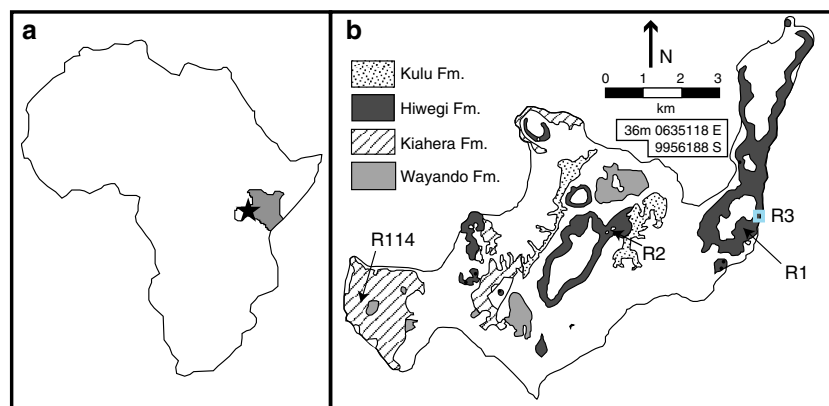 a
b
N
Kulu Fm.
Hiwegi Fm.
Kiahera Fm.
Wayando Fm.
0 1 2 3
km
36m 0635118 E
9956188 S
R3
R114
R2
R1